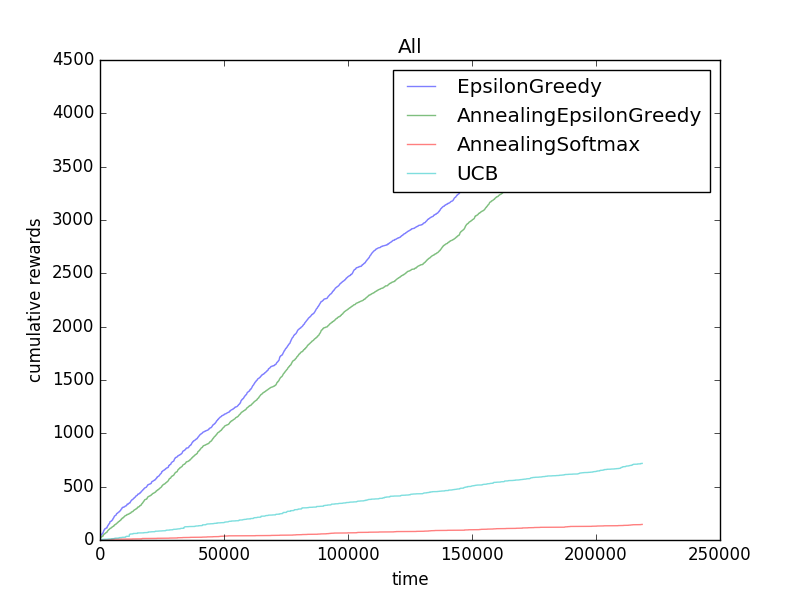 All
4500
4000
3500
3000
2500
2000
1500
1000
500
0
cumulative rewards
EpsilonGreedy
AnnealingEpsilonGreedy
AnnealingSoftmax
UCB
0
50000
100000
150000
200000
250000
time